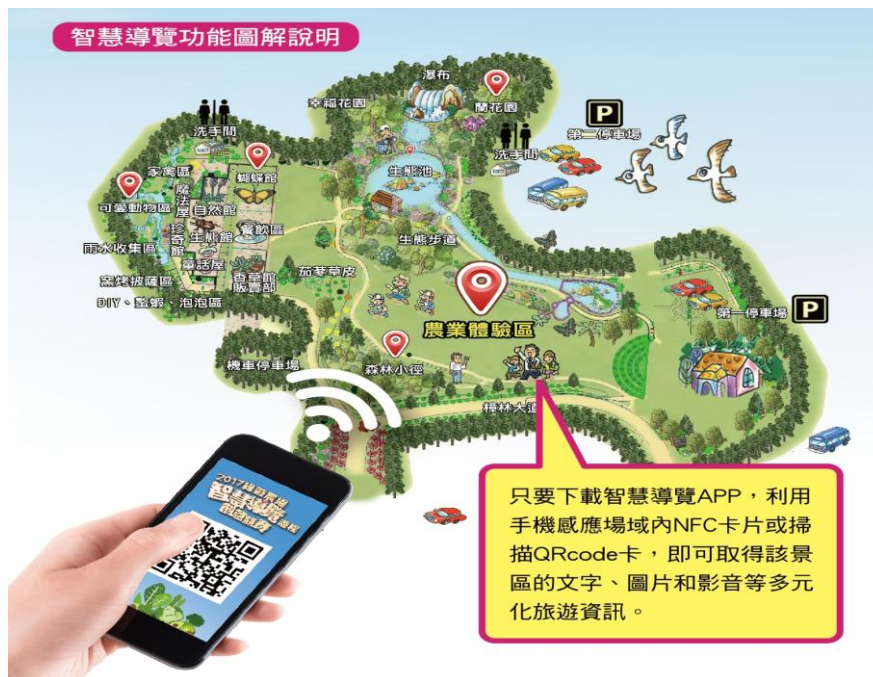 智慧導覽功能圖解說明
瀑布
幸福花園
蘭花園
洗手間
P
第二停車場
洗手間
家禽區
蝴蝶館
生態池
魔法屋
可愛動物區
自然館
珍奇館
生態館
餐飲區
雨水收集區
生態步道
童話屋
茄苳草皮
窯烤披薩區
香草館
販賣部
DIY、螯蝦、泡泡區
農業體驗區
第一停車場
P
機車停車場
森林小徑
樟林大道
只要下載智慧導覽APP，利用
手機感應場域內NFC卡片或掃
描QRcode卡，即可取得該景
區的文字、圖片和影音等多元
化旅遊資訊。
2017
智慧